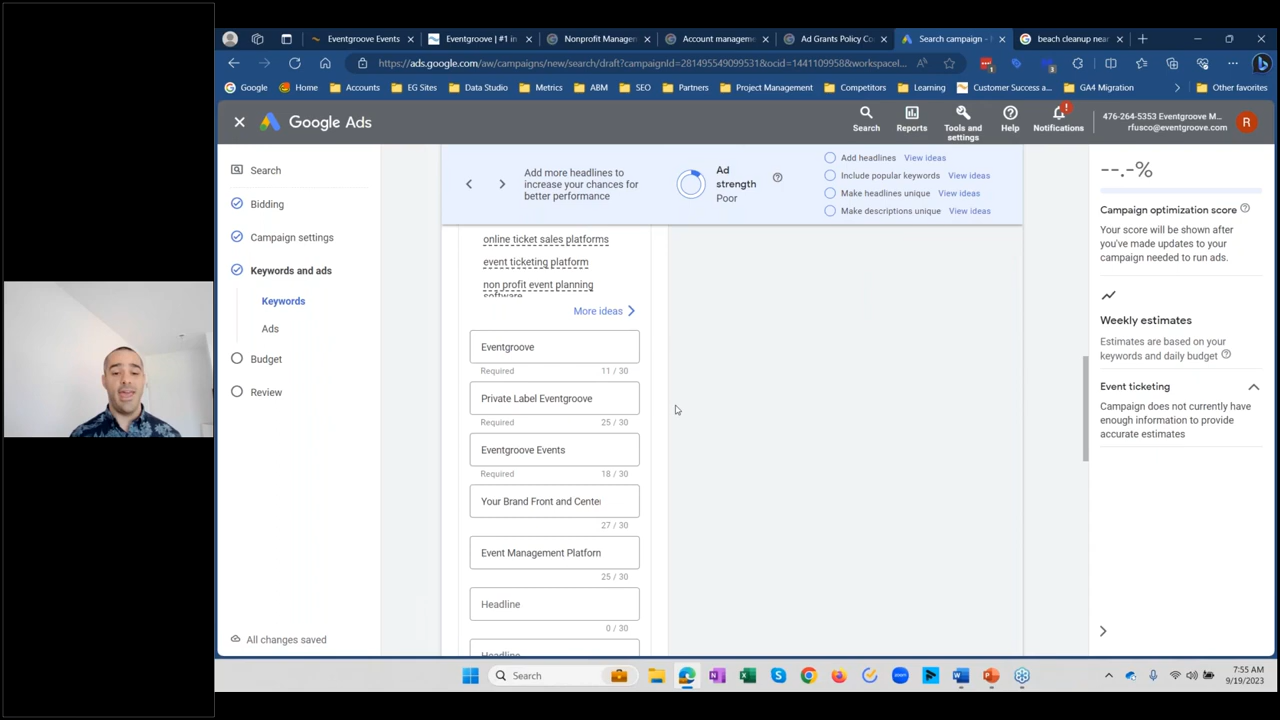 Eventgroove Events
Eventgroove | #1 in
Nonprofit Manager
Account manageme
Ad Grants Policy Co
Search campaign -
beach cleanup near
https://ads.google.com/aw/campaigns/new/search/draft?campaignId=281495549099531&ocid=1441109958&workspacel...
Google
Home
Accounts
EG Sites
Data Studio
Metrics
ABM
SEO
Partners
Project Management
Competitors
Learning
Customer Success a...
GA4 Migration
Other favorites
Google Ads
Search
Reports
Tools and
settings
Help
Notifications
476-264-5353 Eventgroove M...
rfusco@eventgroove.com
R
Search
Bidding
Campaign settings
Keywords and ads
Keywords
Ads
Budget
Review
All changes saved
Add more headlines to
increase your chances for
better performance
Ad
strength
Poor
Add headlines View ideas
Include popular keywords View ideas
Make headlines unique View ideas
Make descriptions unique View ideas
online ticket sales platforms
event ticketing platform
non profit event planning
software
More ideas
Eventgroove
Required 11 / 30
Private Label Eventgroove
Required 25 / 30
Eventgroove Events
Required 18 / 30
Your Brand Front and Center
27 / 30
Event Management Platform
25 / 30
Headline
0 / 30
Headline
--.-%
Campaign optimization score
Your score will be shown after
you've made updates to your
campaign needed to run ads.
Weekly estimates
Estimates are based on your
keywords and daily budget
Event ticketing
Campaign does not currently have
enough information to provide
accurate estimates
Search
7:55 AM
9/19/2023